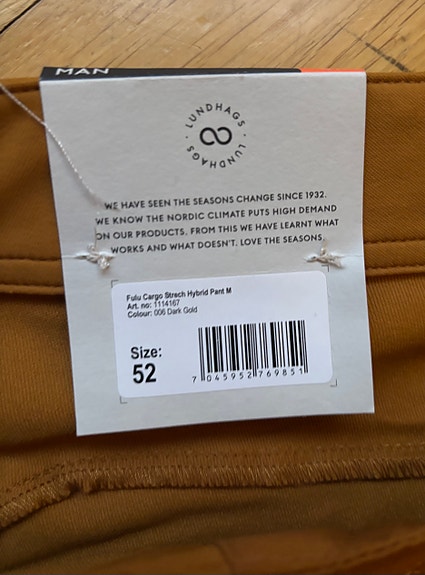 MAN
LUNDHAGS · LUNDHAGS ·
WE HAVE SEEN THE SEASONS CHANGE SINCE 1932.
WE KNOW THE NORDIC CLIMATE PUTS HIGH DEMAND
ON OUR PRODUCTS. FROM THIS WE HAVE LEARNT WHAT
WORKS AND WHAT DOESN'T. LOVE THE SEASONS.
Fulu Cargo Strech Hybrid Pant M
Art. no: 1114167
Colour: 006 Dark Gold
Size:
52
7 045952 769851